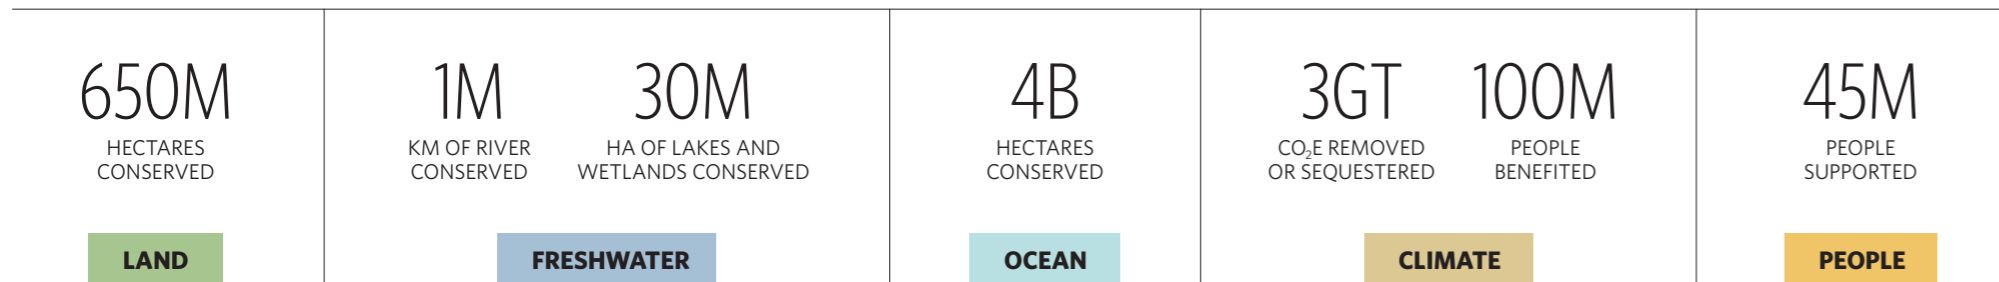 650M
HECTARES
CONSERVED
LAND
1M
KM OF RIVER
CONSERVED
30M
HA OF LAKES AND
WETLANDS CONSERVED
FRESHWATER
4B
HECTARES
CONSERVED
OCEAN
3GT
CO₂E REMOVED
OR SEQUESTERED
100M
PEOPLE
BENEFITED
CLIMATE
45M
PEOPLE
SUPPORTED
PEOPLE